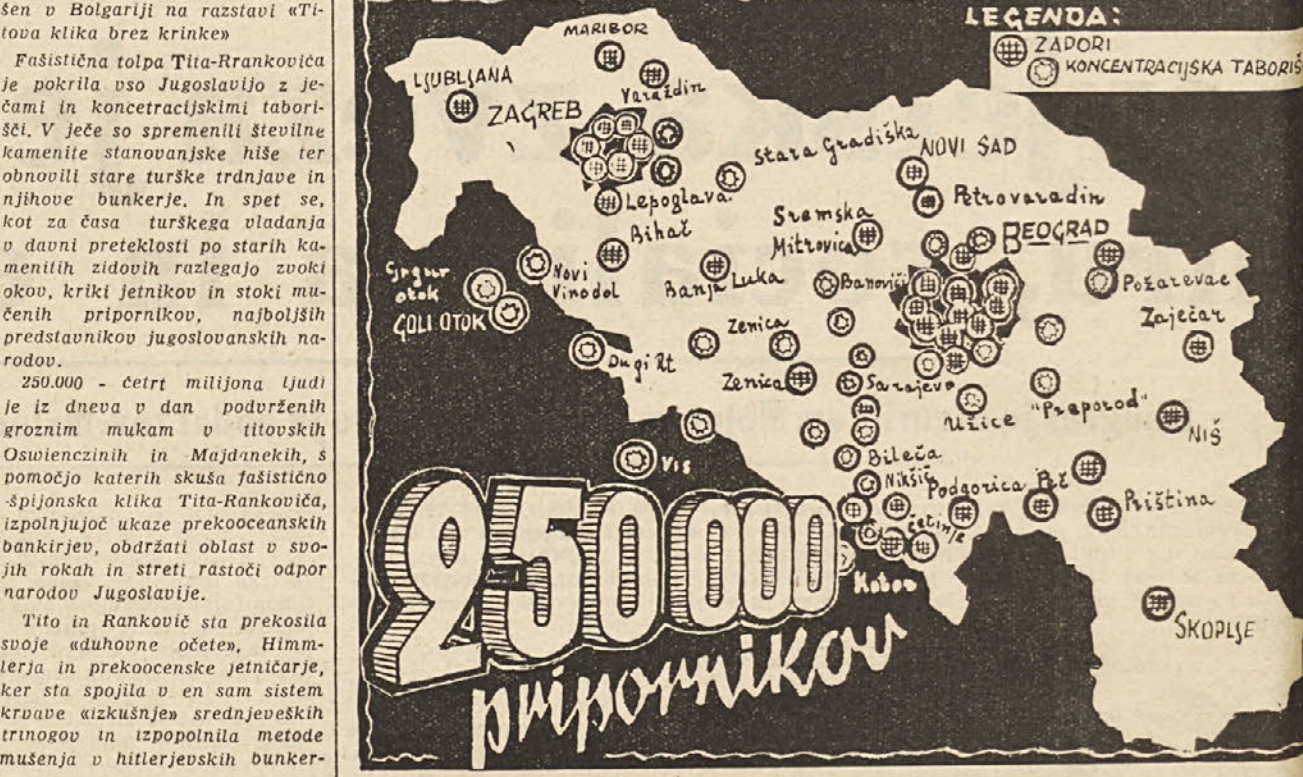 šen v Bolgariji na razstavi «Ti-
tova klika brez krinke»
Fašistična tolpa Tita-Rrankoviča
je pokrila vso Jugoslavijo z je-
čami in koncetracijskimi tabori-
šči. V ječe so spremenili številne
kamenite stanovanjske hiše ter
obnovili stare turške trdnjave in
njihove bunkerje. In spet se,
kot za časa turškega vladanja
v davni preteklosti po starih ka-
menitih zidovih razlegajo zvoki
okov, kriki jetnikov in stoki mu-
čenih pripornikov, najboljših
predstavnikov jugoslovanskih na-
rodov.
250.000 - četrt milijona ljudi
je iz dneva v dan podvrženih
groznim mukam v titovskih
Oswienczinih in Majdanekih, s
pomočjo katerih skuša fašistično
-špijonska klika Tita-Rankoviča,
izpolnjujoč ukaze prekooceanskih
bankirjev, obdržati oblast v svo-
jih rokah in streti rastoči odpor
narodov Jugoslavije.
Tito in Rankovič sta prekosila
svoje «duhovne očete», Himm-
lerja in prekoocenske jetničarje,
ker sta spojila v en sam sistem
krvave «izkušnje» srednjeveških
trinogov in izpopolnila metode
mušenja v hitlerjevskih bunker-
LEGENDA:
ZAPORI
KONCENTRACIJSKA TABORIŠ
MARIBOR
LJUBLJANA
Varaždin
ZAGREB
Stara Gradiška
NOVI SAD
Lepoglava
Petrovaradin
Sremska
Mitrovica
Bihač
BEOGRAD
Grgur
otok
GOLI OTOK
Novi
Vinodol
Banja Luka
Banoviči
Požarevac
Zaječar
Zenica
Dugi Rt
Zenica
Sarajevo
Užice
"Preporod"
NIŠ
Vis
Bileča
Nikšić
Podgorica
Peč
Priština
Četinje
Kotor
SKOPLJE
250000
pripornikov